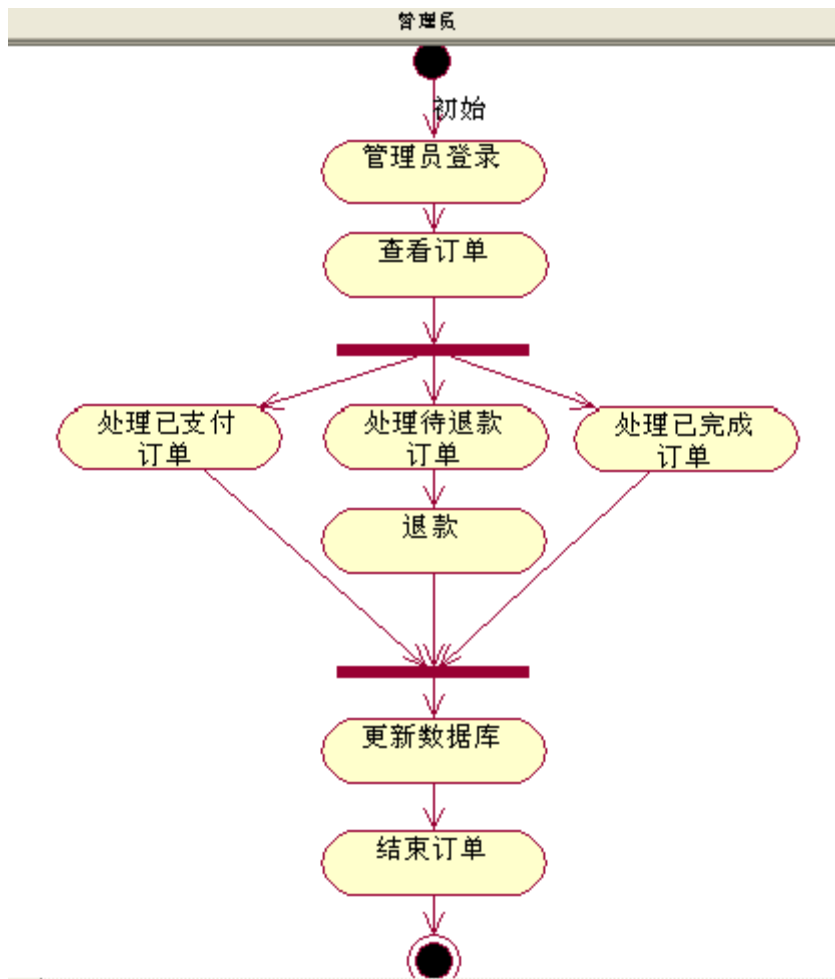 管理员
初始
管理员登录
查看订单
处理已支付
订单
处理待退款
订单
处理已完成
订单
退款
更新数据库
结束订单